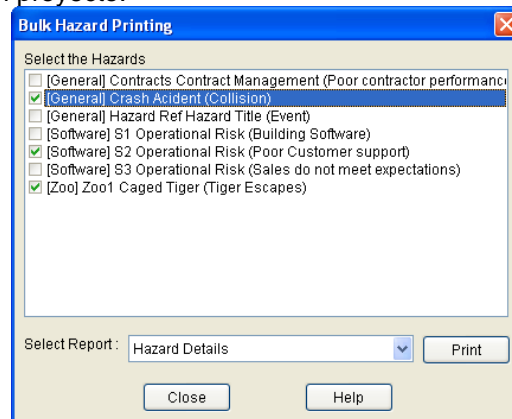 proyecto.
Bulk Hazard Printing
Select the Hazards
[General] Contracts Contract Management (Poor contractor performanc
[General] Crash Acident (Collision)
[General] Hazard Ref Hazard Title (Event)
[Software] S1 Operational Risk (Building Software)
[Software] S2 Operational Risk (Poor Customer support)
[Software] S3 Operational Risk (Sales do not meet expectations)
[Zoo] Zoo1 Caged Tiger (Tiger Escapes)
Select Report : Hazard Details Print
Close Help